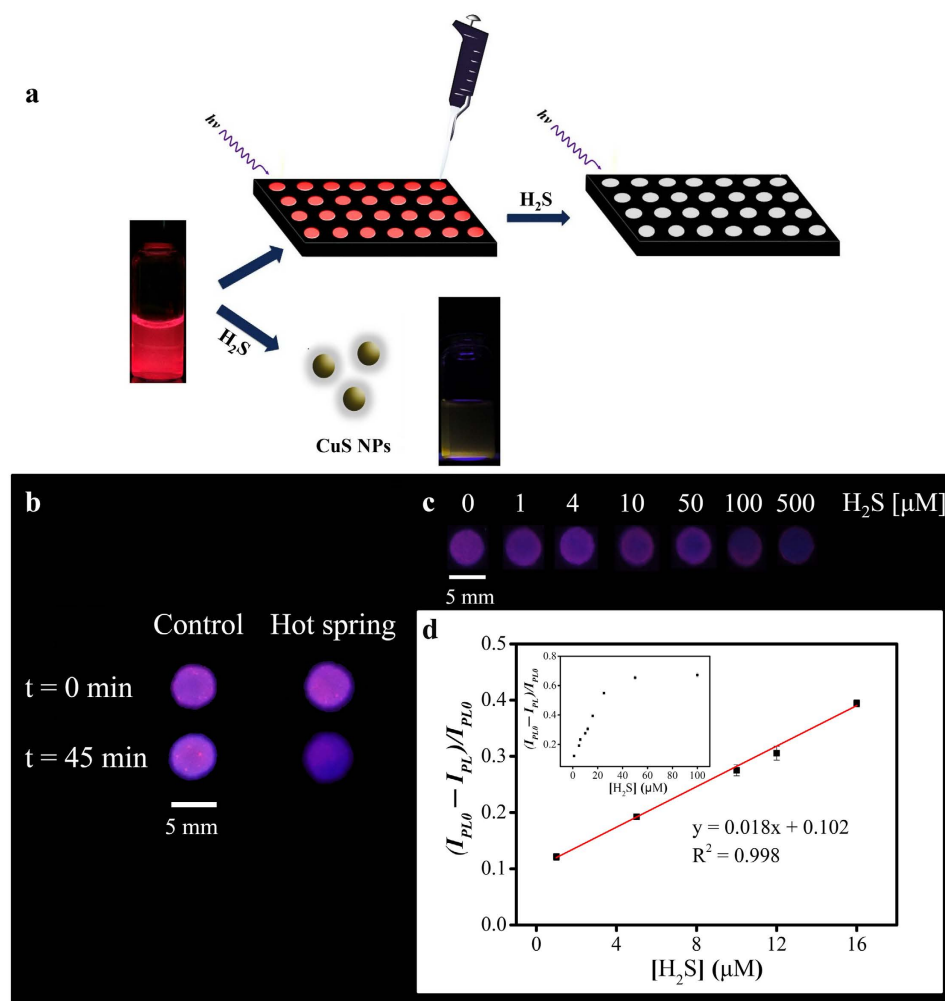 a
hν
hν
H₂S
H₂S
CuS NPs
b
Control Hot spring
t = 0 min
t = 45 min
5 mm
c
0 1 4 10 50 100 500 H₂S [μM]
5 mm
d
0.5
0.4
0.3
0.2
0.1
0.0
(I_PL0 – I_PL)/I_PL0
0 4 8 12 16
[H₂S] (μM)
y = 0.018x + 0.102
R² = 0.998
0.8
0.6
0.4
0.2
(I_PL0 – I_PL)/I_PL0
0 20 40 60 80 100
[H₂S] (μM)